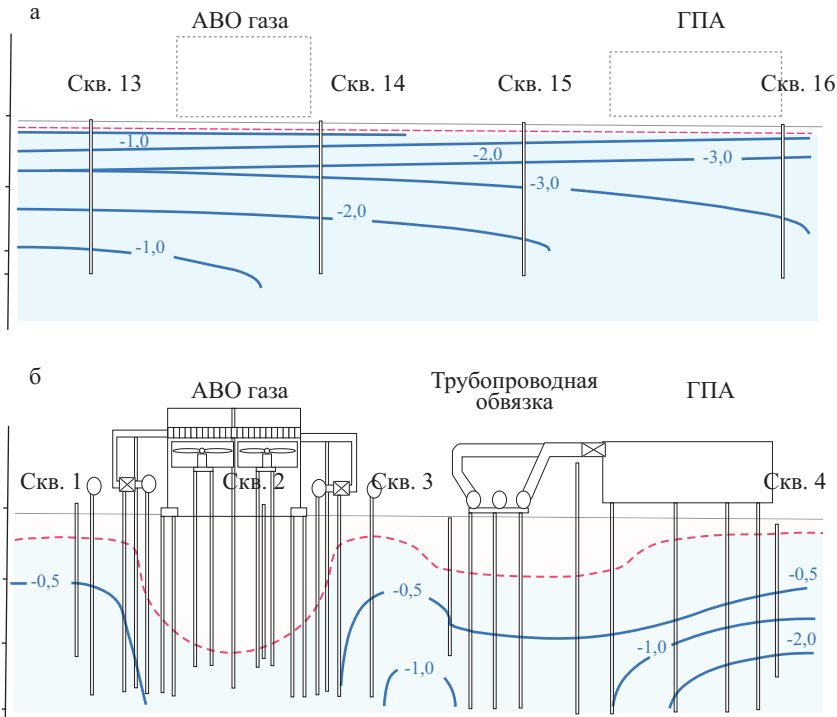 а
АВО газа
ГПА
Скв. 13
Скв. 14
Скв. 15
Скв. 16
-1,0
-2,0
-3,0
-3,0
-2,0
-1,0
б
АВО газа
Трубопроводная
обвязка
ГПА
Скв. 1
Скв. 2
Скв. 3
Скв. 4
-0,5
-0,5
-0,5
-1,0
-1,0
-2,0